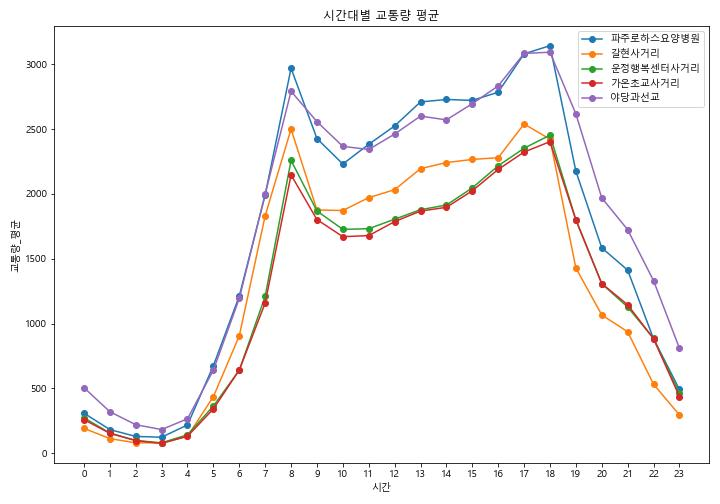 시간대별 교통량 평균
파주로하스요양병원
갈현사거리
운정행복센터사거리
가온초교사거리
야당과선교
교통량_평균
3000
2500
2000
1500
1000
500
0
0 1 2 3 4 5 6 7 8 9 10 11 12 13 14 15 16 17 18 19 20 21 22 23
시간